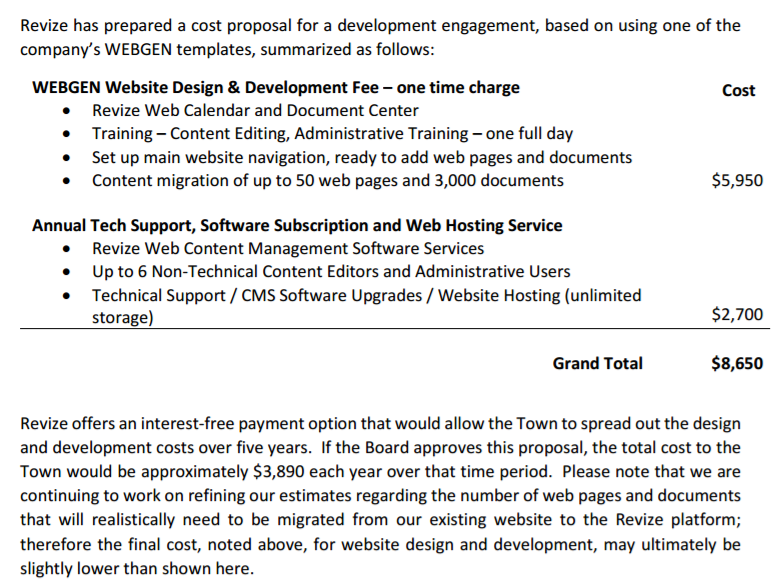 Revize has prepared a cost proposal for a development engagement, based on using one of the
company’s WEBGEN templates, summarized as follows:
WEBGEN Website Design & Development Fee – one time charge Cost
• Revize Web Calendar and Document Center
• Training – Content Editing, Administrative Training – one full day
• Set up main website navigation, ready to add web pages and documents
• Content migration of up to 50 web pages and 3,000 documents $5,950
Annual Tech Support, Software Subscription and Web Hosting Service
• Revize Web Content Management Software Services
• Up to 6 Non-Technical Content Editors and Administrative Users
• Technical Support / CMS Software Upgrades / Website Hosting (unlimited
storage) $2,700
Grand Total $8,650
Revize offers an interest-free payment option that would allow the Town to spread out the design
and development costs over five years. If the Board approves this proposal, the total cost to the
Town would be approximately $3,890 each year over that time period. Please note that we are
continuing to work on refining our estimates regarding the number of web pages and documents
that will realistically need to be migrated from our existing website to the Revize platform;
therefore the final cost, noted above, for website design and development, may ultimately be
slightly lower than shown here.